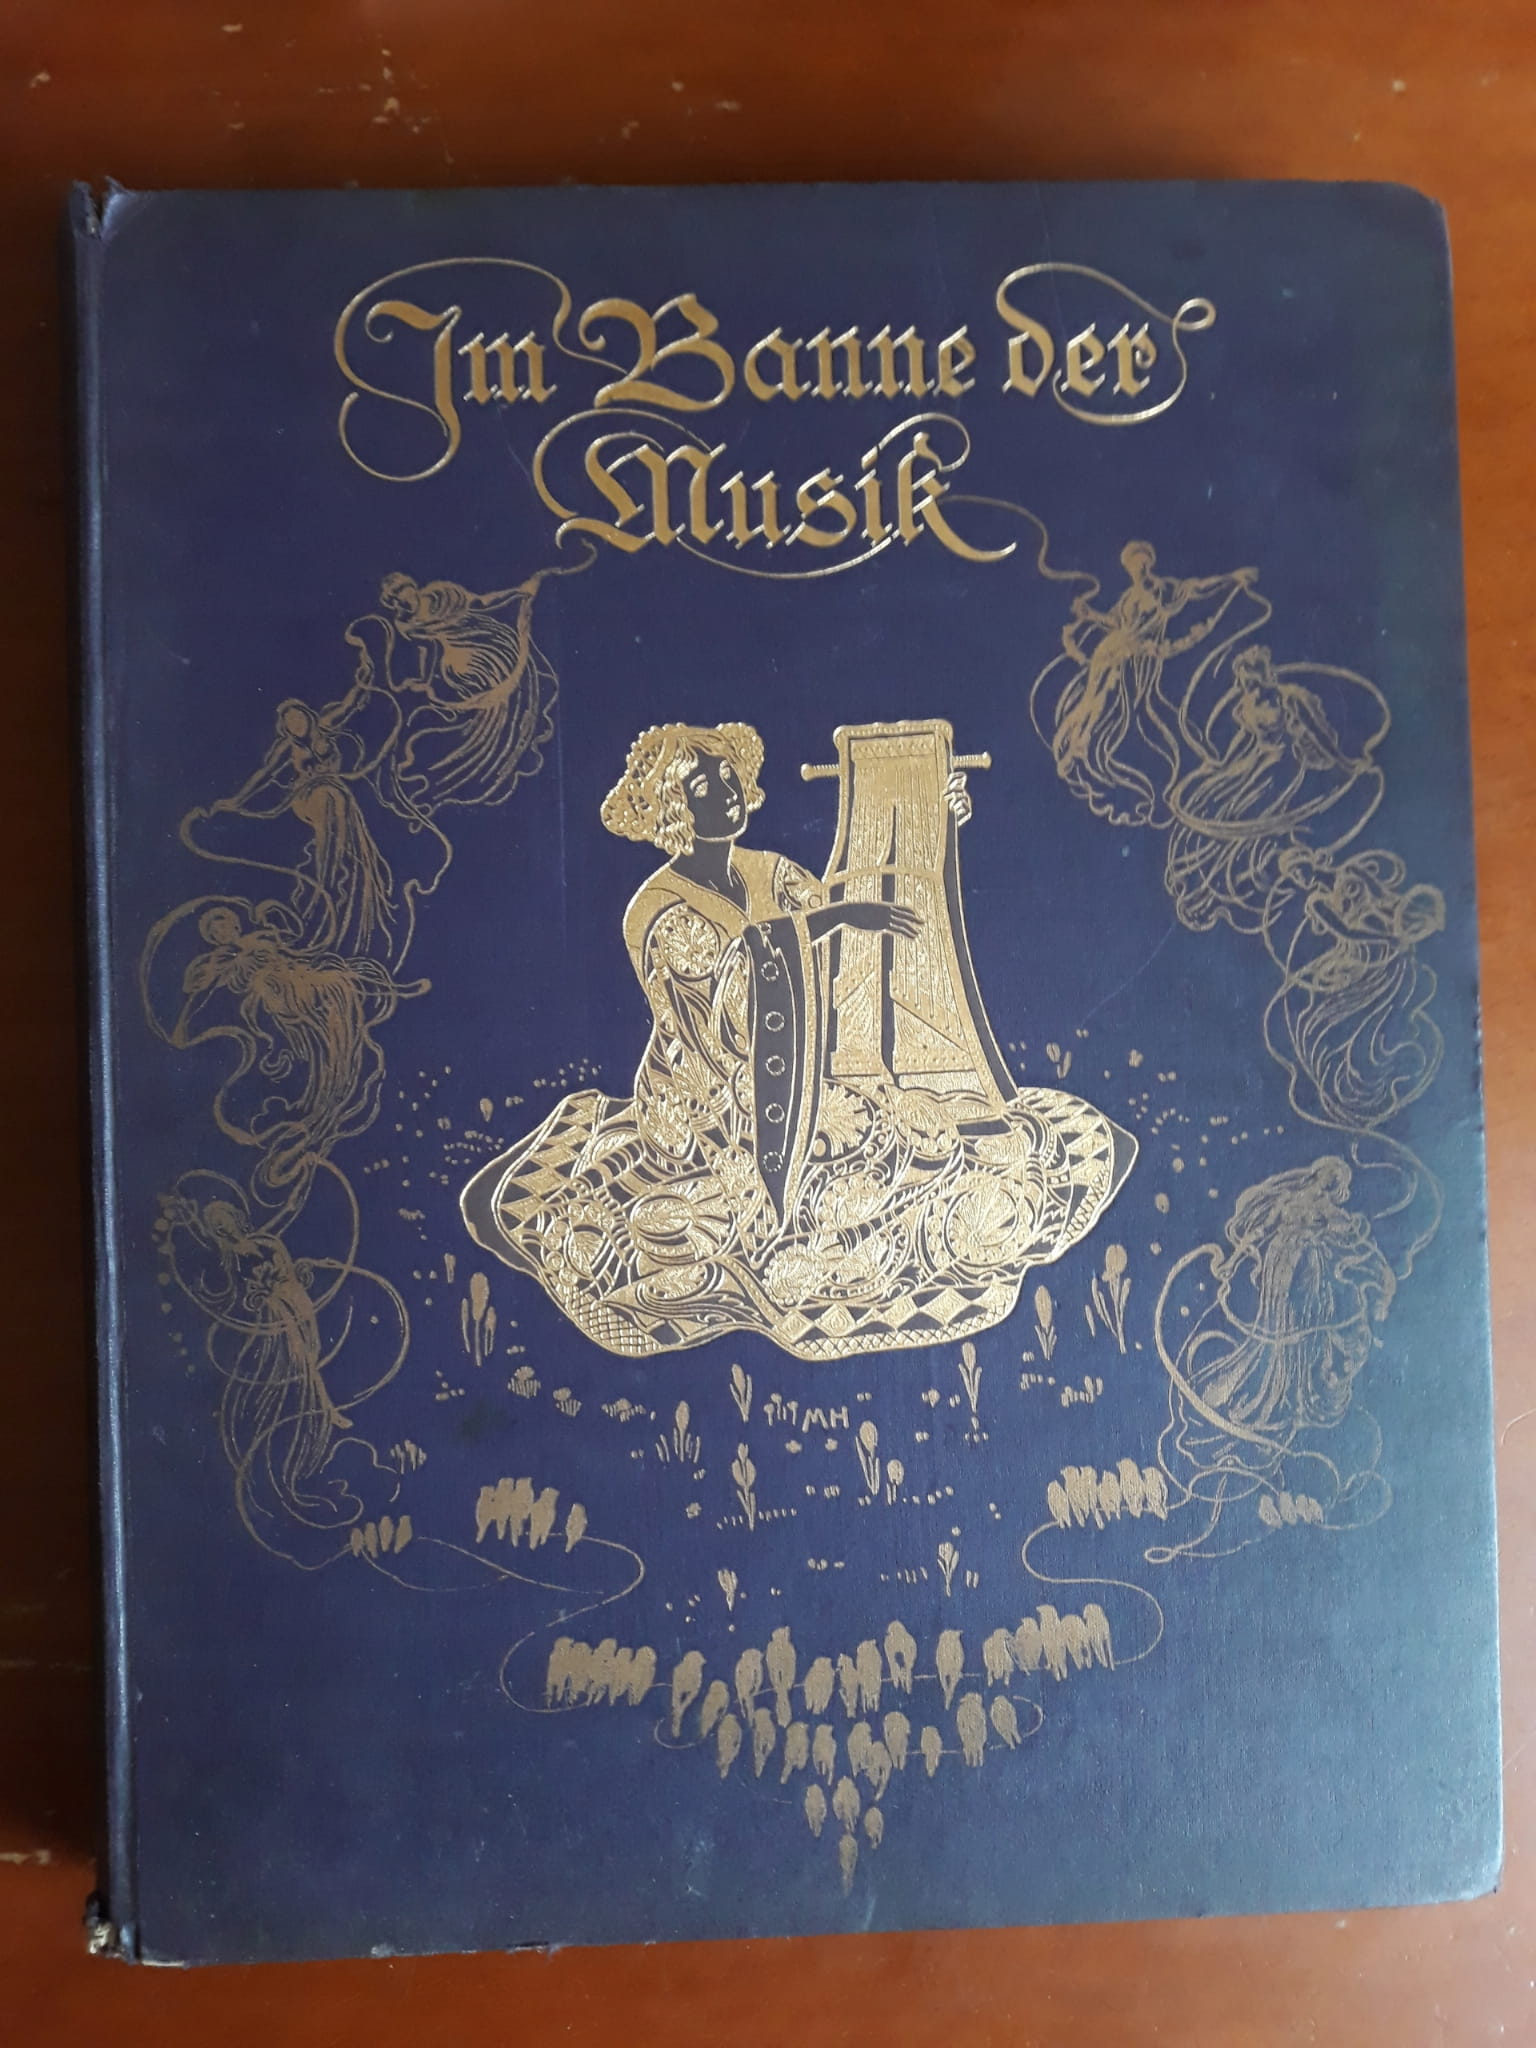 Im Banne der
Musik
MH